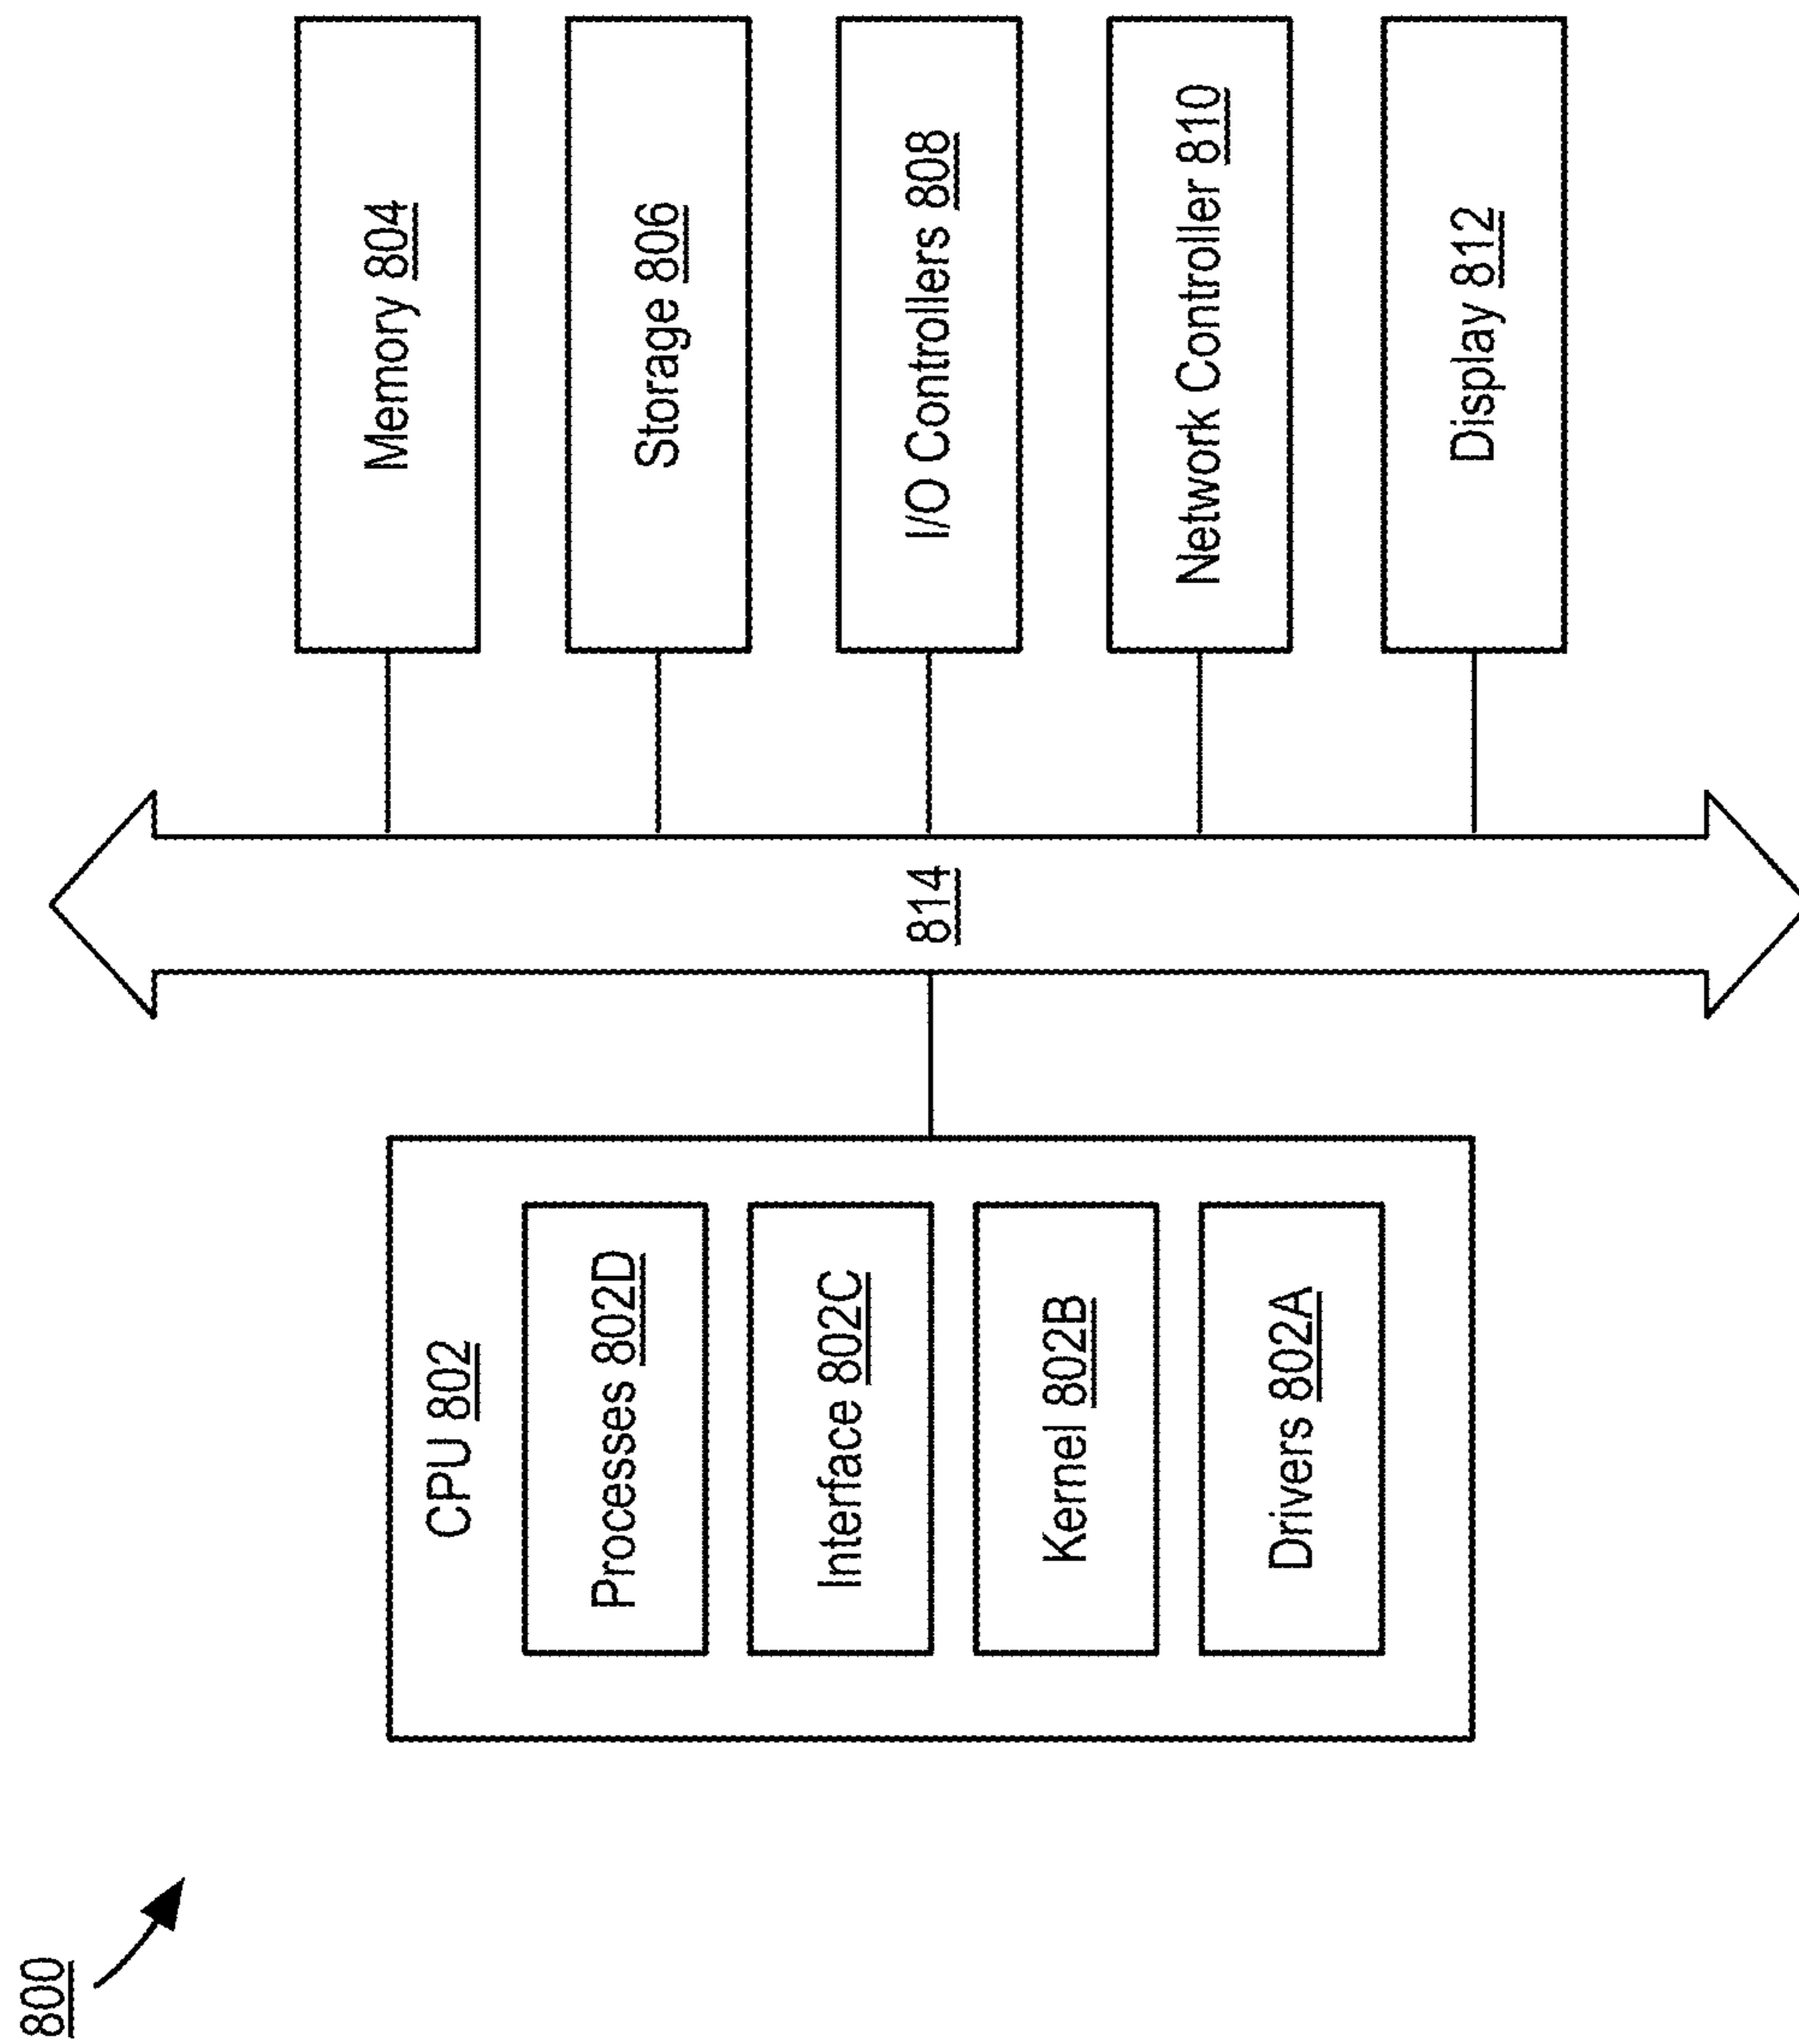 800
CPU 802
Processes 802D
Interface 802C
Kernel 802B
Drivers 802A
814
Memory 804
Storage 806
I/O Controllers 808
Network Controller 810
Display 812